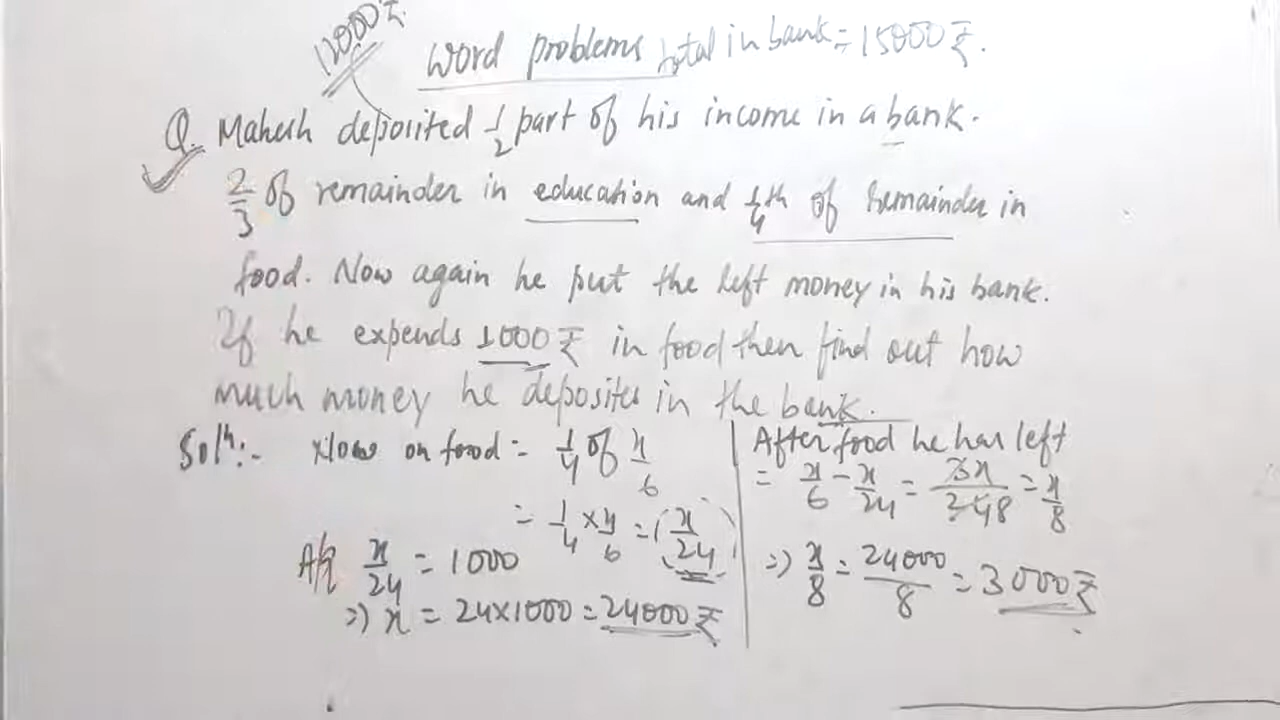 12000 ₹.
Word problems total in bank = 15000 ₹.
Q. Mahesh deposited 1/2 part of his income in a bank.
2/3 of remainder in education and 1/4th of remainder in
food. Now again he put the left money in his bank.
If he expends 1000 ₹ in food then find out how
much money he deposites in the bank.
Solⁿ:- on food = 1/4 of x/6
= 1/4 × x/6 = (x/24)
A/q x/24 = 1000
=> x = 24×1000 = 24000 ₹
After food he has left
= x/6 - x/24 = 3x/248 = x/8
=> x/8 = 24000/8 = 3000 ₹